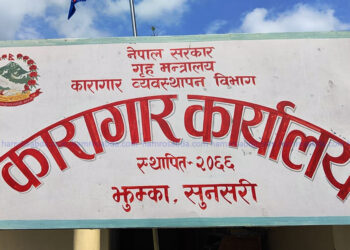 नेपाल सरकार
गृह मन्त्रालय
कारागार व्यवस्थापन विभाग
कारागार कार्यालय
स्थापित-२०६६
झुम्का, सुनसरी